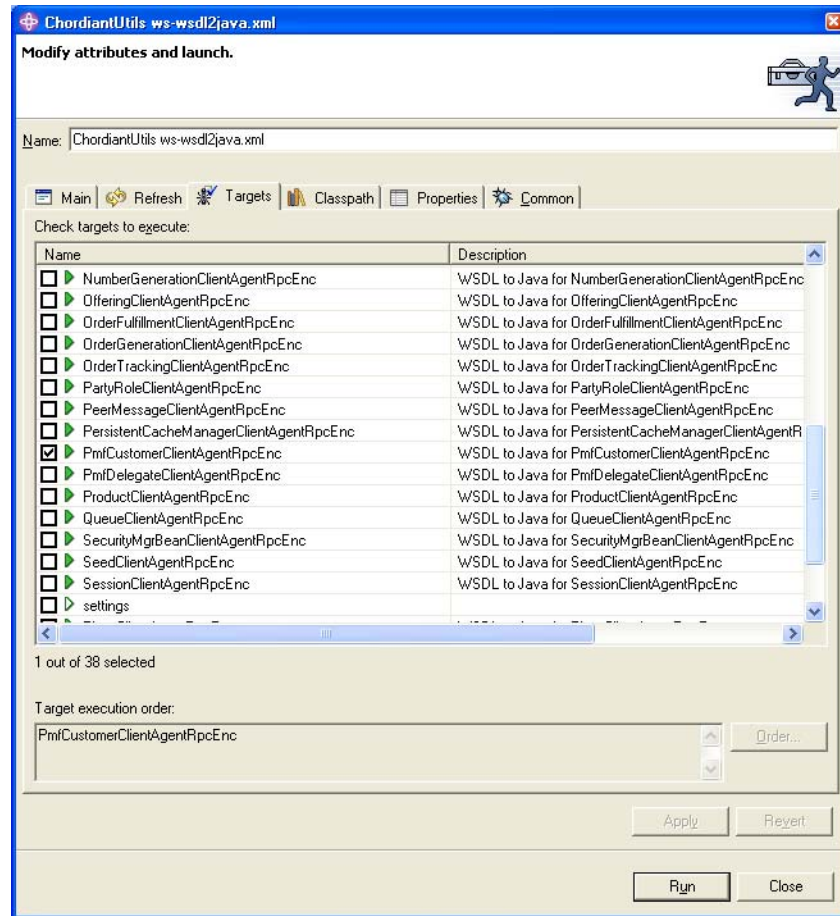 ChordiantUtils ws-wsdl2java.xml
Modify attributes and launch.
Name: ChordiantUtils ws-wsdl2java.xml
Main Refresh Targets Classpath Properties Common
Check targets to execute:
Name Description
NumberGenerationClientAgentRpcEnc WSDL to Java for NumberGenerationClientAgentRpcEnc
OfferingClientAgentRpcEnc WSDL to Java for OfferingClientAgentRpcEnc
OrderFulfillmentClientAgentRpcEnc WSDL to Java for OrderFulfillmentClientAgentRpcEnc
OrderGenerationClientAgentRpcEnc WSDL to Java for OrderGenerationClientAgentRpcEnc
OrderTrackingClientAgentRpcEnc WSDL to Java for OrderTrackingClientAgentRpcEnc
PartyRoleClientAgentRpcEnc WSDL to Java for PartyRoleClientAgentRpcEnc
PeerMessageClientAgentRpcEnc WSDL to Java for PeerMessageClientAgentRpcEnc
PersistentCacheManagerClientAgentRpcEnc WSDL to Java for PersistentCacheManagerClientAgentR
PmfCustomerClientAgentRpcEnc WSDL to Java for PmfCustomerClientAgentRpcEnc
PmfDelegateClientAgentRpcEnc WSDL to Java for PmfDelegateClientAgentRpcEnc
ProductClientAgentRpcEnc WSDL to Java for ProductClientAgentRpcEnc
QueueClientAgentRpcEnc WSDL to Java for QueueClientAgentRpcEnc
SecurityMgrBeanClientAgentRpcEnc WSDL to Java for SecurityMgrBeanClientAgentRpcEnc
SeedClientAgentRpcEnc WSDL to Java for SeedClientAgentRpcEnc
SessionClientAgentRpcEnc WSDL to Java for SessionClientAgentRpcEnc
settings
1 out of 38 selected
Target execution order:
PmfCustomerClientAgentRpcEnc
Order...
Apply Revert
Run Close